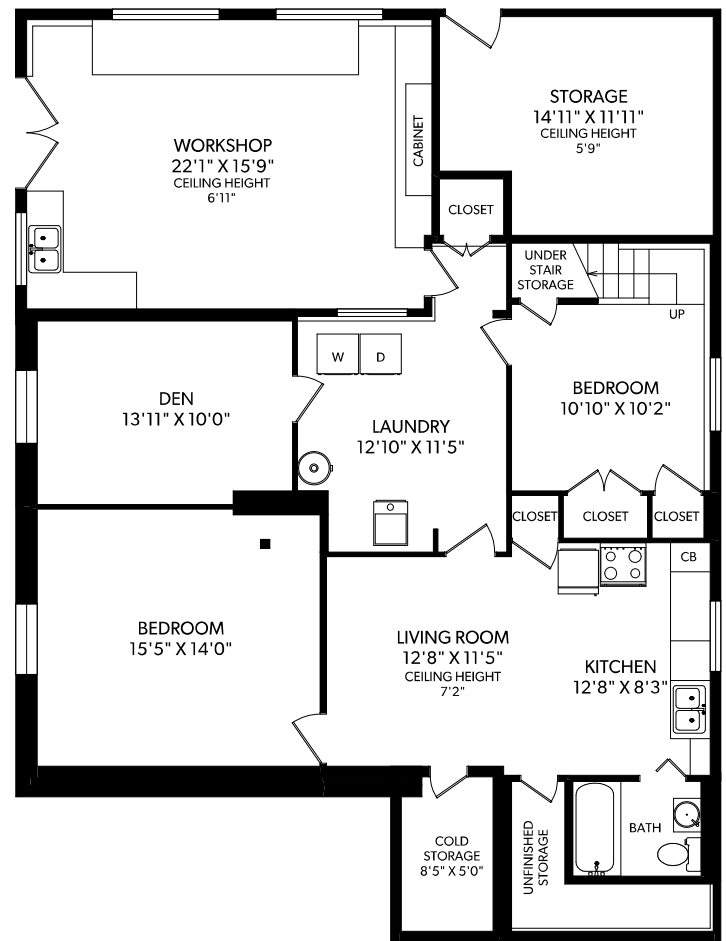 STORAGE
14'11" X 11'11"
CEILING HEIGHT
5'9"
WORKSHOP
22'1" X 15'9"
CEILING HEIGHT
6'11"
CABINET
CLOSET
UNDER
STAIR
STORAGE
UP
W
D
DEN
13'11" X 10'0"
BEDROOM
10'10" X 10'2"
LAUNDRY
12'10" X 11'5"
CLOSET
CLOSET
CLOSET
CB
BEDROOM
15'5" X 14'0"
LIVING ROOM
12'8" X 11'5"
CEILING HEIGHT
7'2"
KITCHEN
12'8" X 8'3"
COLD
STORAGE
8'5" X 5'0"
UNFINISHED
STORAGE
BATH